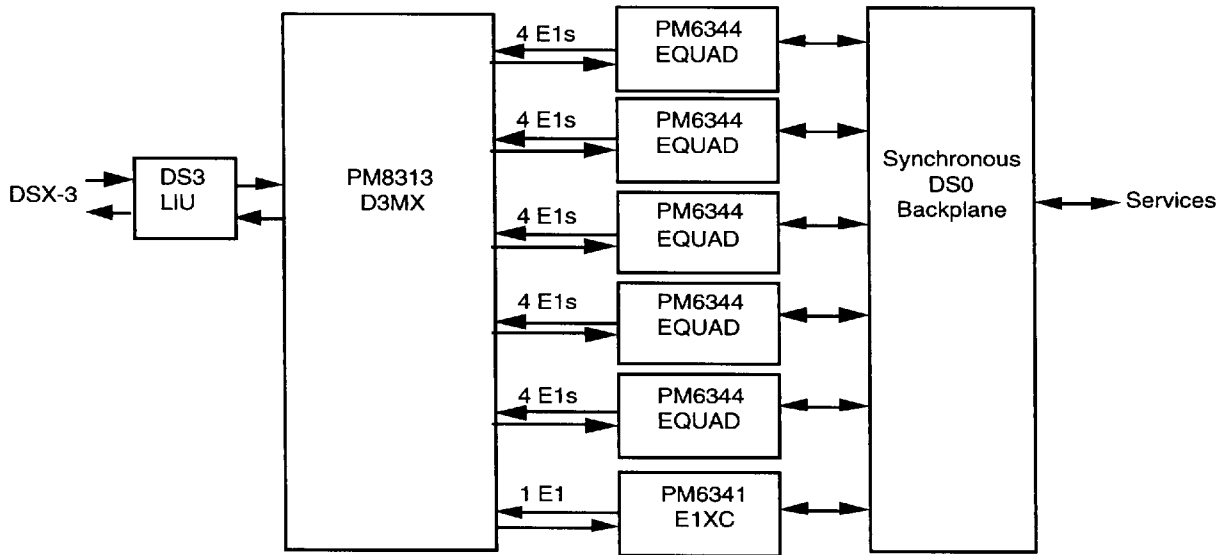 DSX-3
DS3
LIU
PM8313
D3MX
4 E1s
PM6344
EQUAD
4 E1s
PM6344
EQUAD
4 E1s
PM6344
EQUAD
4 E1s
PM6344
EQUAD
4 E1s
PM6344
EQUAD
1 E1
PM6341
E1XC
Synchronous
DS0
Backplane
Services